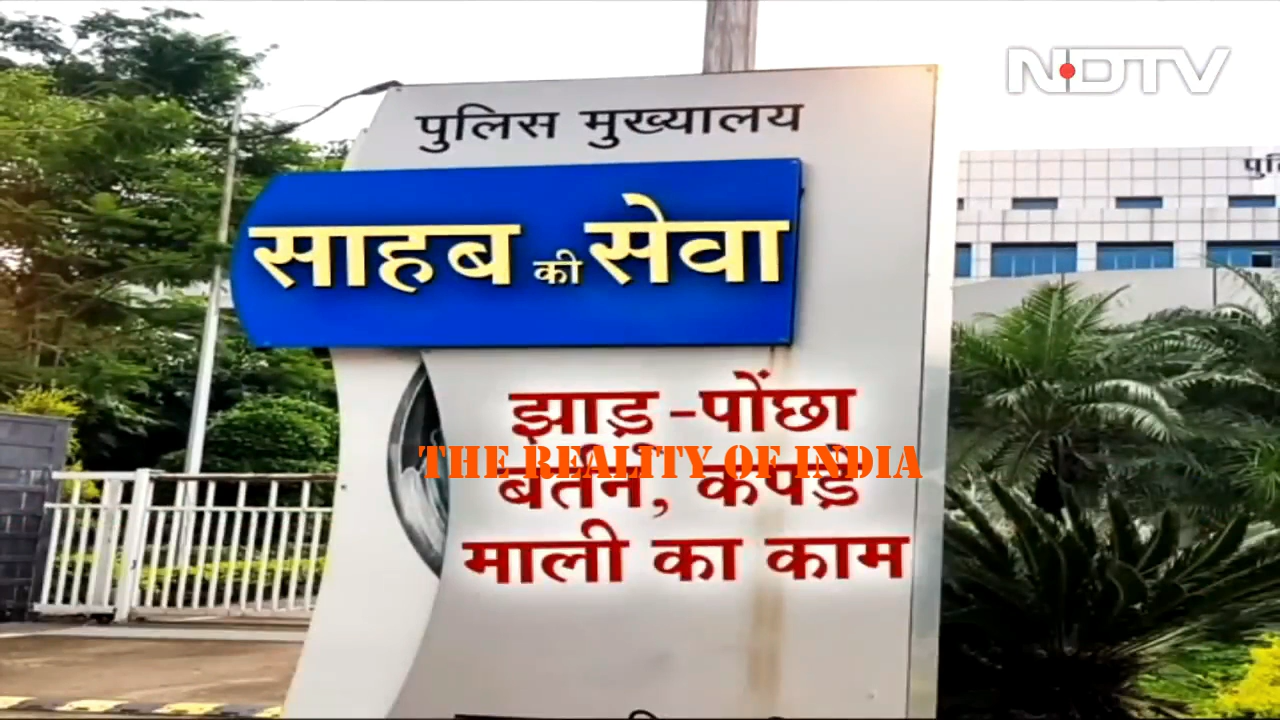 NDTV
पुलिस मुख्यालय
साहब की सेवा
झाड़ -पोंछा
THE REALITY OF INDIA
बर्तन, कपड़े
माली का काम